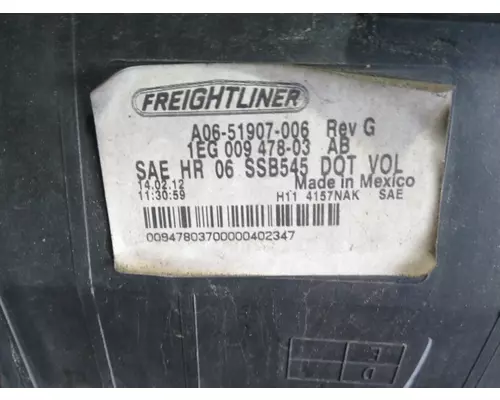 FREIGHTLINER
A06-51907-006 Rev G
1EG 009 478-03 AB
SAE HR 06 SSB545 DOT VOL
14.02.12 Made in Mexico
11:30:59 H11 4157NAK SAE
00947803700000402347
D
E